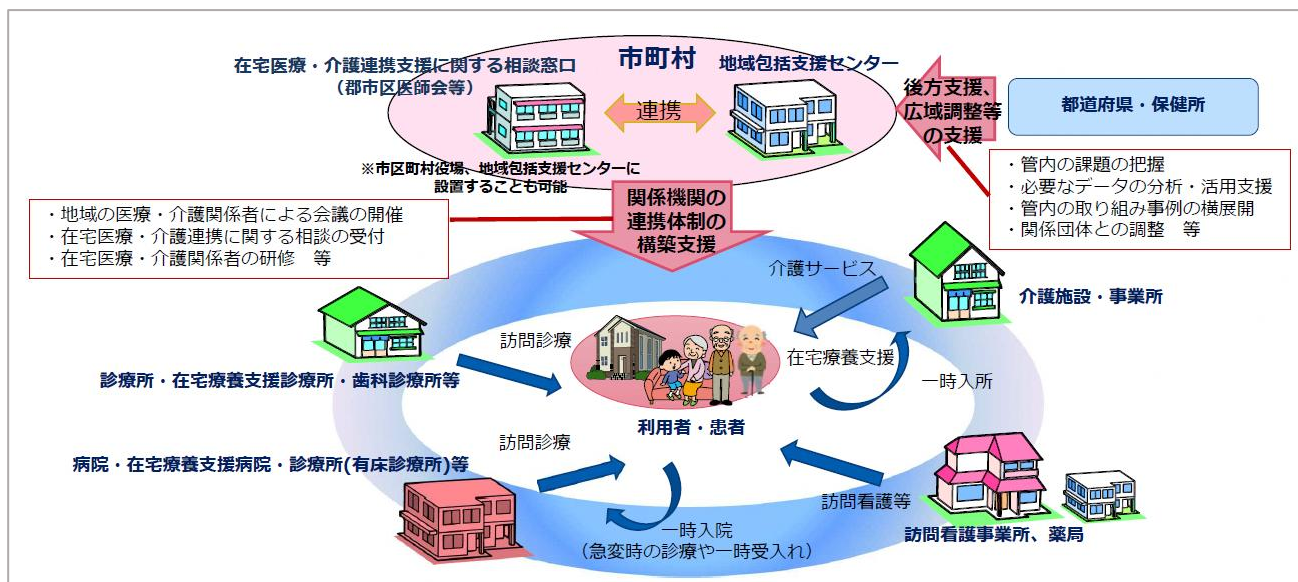 市町村
在宅医療・介護連携支援に関する相談窓口
(郡市区医師会等)
連携
地域包括支援センター
※市区町村役場、地域包括支援センターに
設置することも可能
後方支援、
広域調整等
の支援
都道府県・保健所
・管内の課題の把握
・必要なデータの分析・活用支援
・管内の取り組み事例の横展開
・関係団体との調整 等
関係機関の
連携体制の
構築支援
・地域の医療・介護関係者による会議の開催
・在宅医療・介護連携に関する相談の受付
・在宅医療・介護関係者の研修 等
介護サービス
介護施設・事業所
訪問診療
在宅療養支援
一時入所
診療所・在宅療養支援診療所・歯科診療所等
利用者・患者
訪問診療
病院・在宅療養支援病院・診療所(有床診療所)等
訪問看護等
一時入院
(急変時の診療や一時受入れ)
訪問看護事業所、薬局